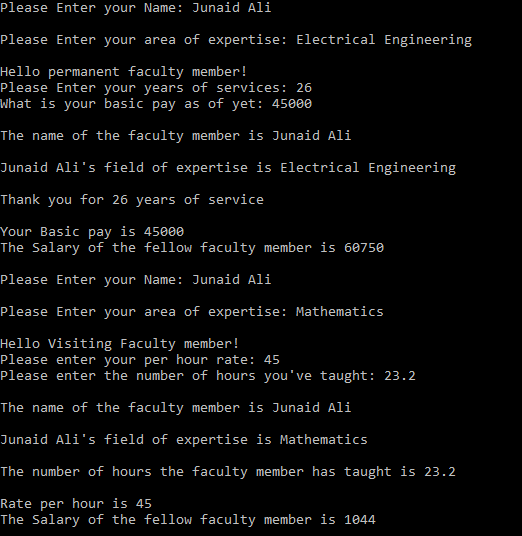 Please Enter your Name: Junaid Ali
Please Enter your area of expertise: Electrical Engineering
Hello permanent faculty member!
Please Enter your years of services: 26
What is your basic pay as of yet: 45000
The name of the faculty member is Junaid Ali
Junaid Ali's field of expertise is Electrical Engineering
Thank you for 26 years of service
Your Basic pay is 45000
The Salary of the fellow faculty member is 60750
Please Enter your Name: Junaid Ali
Please Enter your area of expertise: Mathematics
Hello Visiting Faculty member!
Please enter your per hour rate: 45
Please enter the number of hours you've taught: 23.2
The name of the faculty member is Junaid Ali
Junaid Ali's field of expertise is Mathematics
The number of hours the faculty member has taught is 23.2
Rate per hour is 45
The Salary of the fellow faculty member is 1044